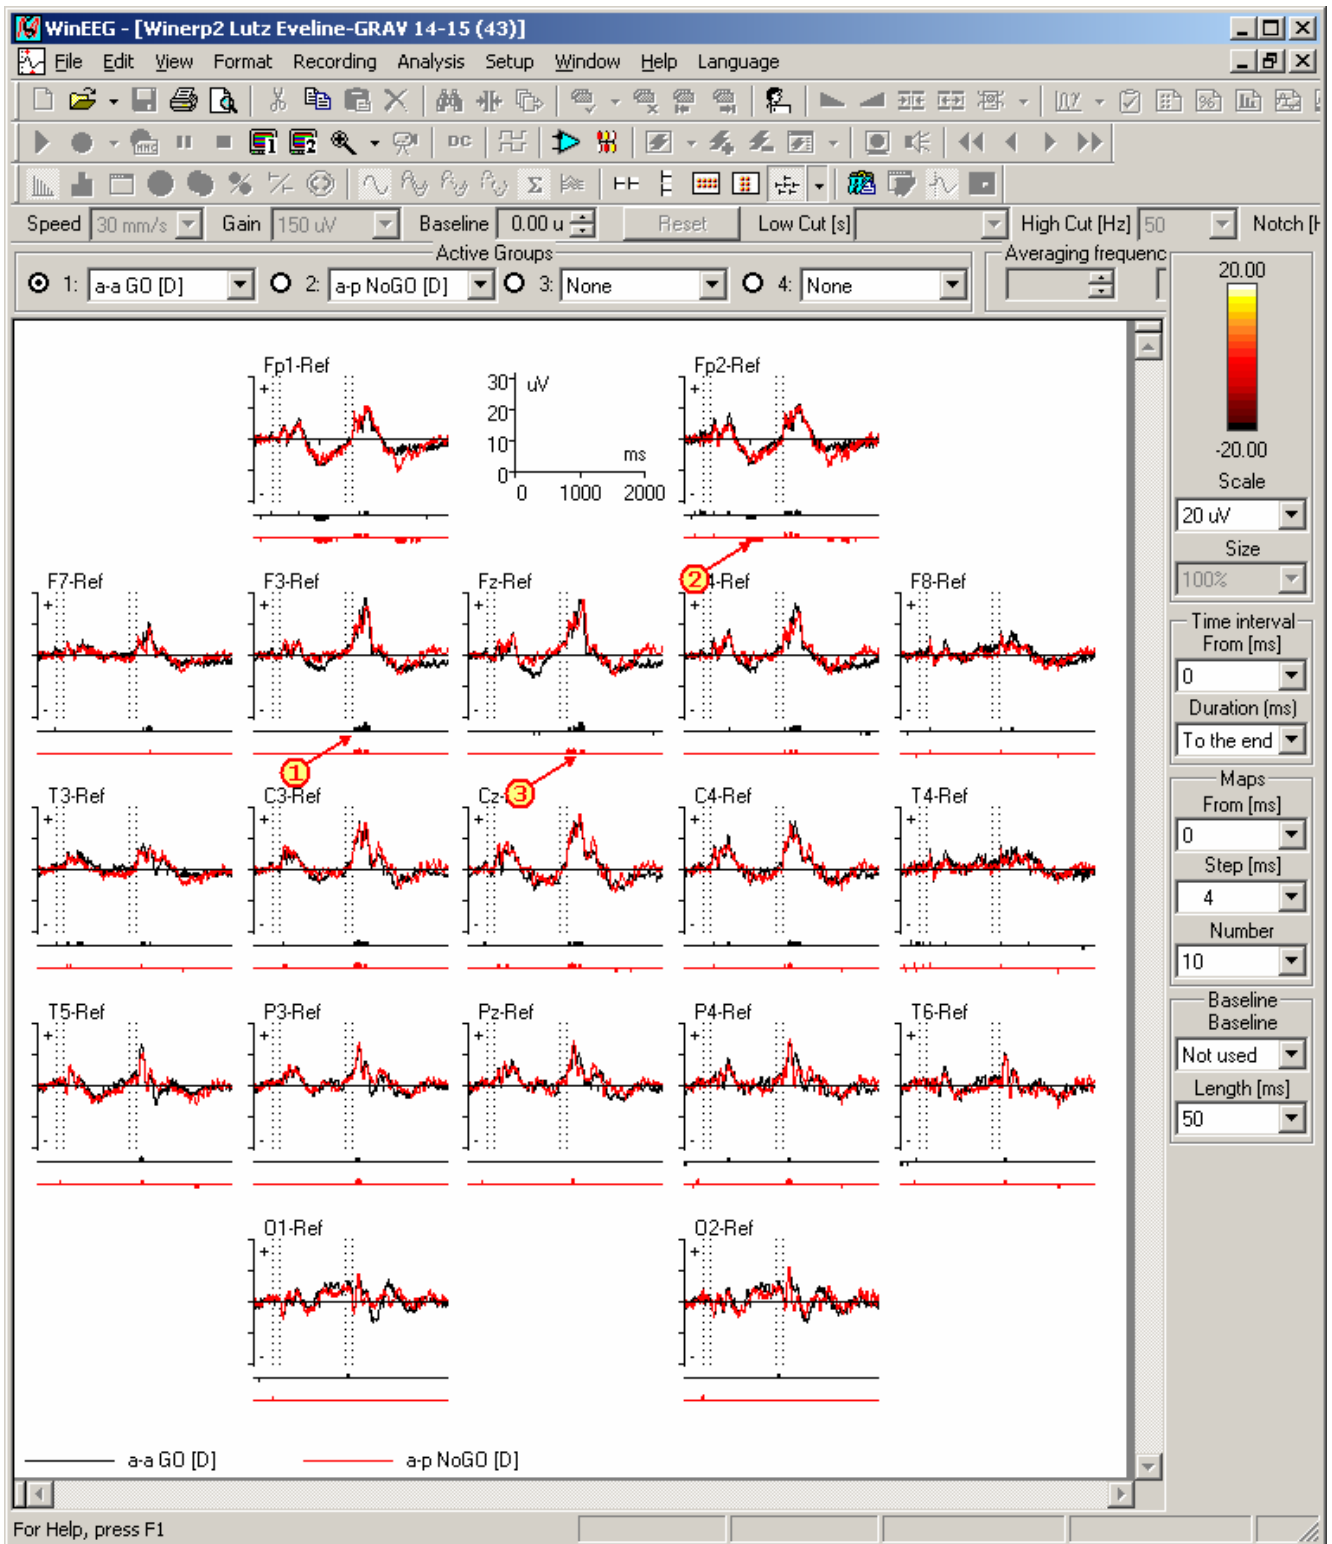 WinEEG - [Winerp2 Lutz Eveline-GRAV 14-15 (43)]
File Edit View Format Recording Analysis Setup Window Help Language
Speed 30 mm/s Gain 150 uV Baseline 0.00 u Reset Low Cut [s] High Cut [Hz] 50 Notch [H
Active Groups
Averaging frequenc
1: a-a GO [D] 2: a-p NoGO [D] 3: None 4: None
20.00
-20.00
Scale
20 uV
Size
100%
Time interval
From [ms]
0
Duration (ms)
To the end
Maps
From [ms]
0
Step [ms]
4
Number
10
Baseline
Baseline
Not used
Length [ms]
50
Fp1-Ref
30 uV
20
10
0
ms
0 1000 2000
Fp2-Ref
2
F7-Ref F3-Ref Fz-Ref 4-Ref F8-Ref
1
3
T3-Ref C3-Ref Cz- C4-Ref T4-Ref
T5-Ref P3-Ref Pz-Ref P4-Ref T6-Ref
O1-Ref O2-Ref
a-a GO [D] a-p NoGO [D]
For Help, press F1